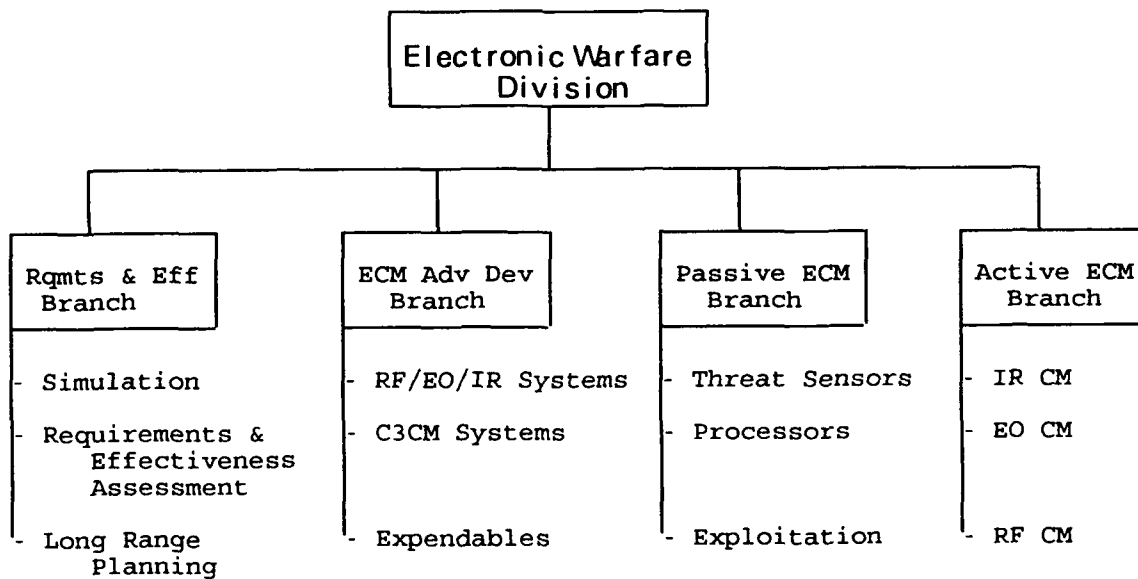 Electronic Warfare
Division
Rqmts & Eff
Branch
- Simulation
- Requirements &
Effectiveness
Assessment
- Long Range
Planning
ECM Adv Dev
Branch
- RF/EO/IR Systems
- C3CM Systems
- Expendables
Passive ECM
Branch
- Threat Sensors
- Processors
- Exploitation
Active ECM
Branch
- IR CM
- EO CM
- RF CM